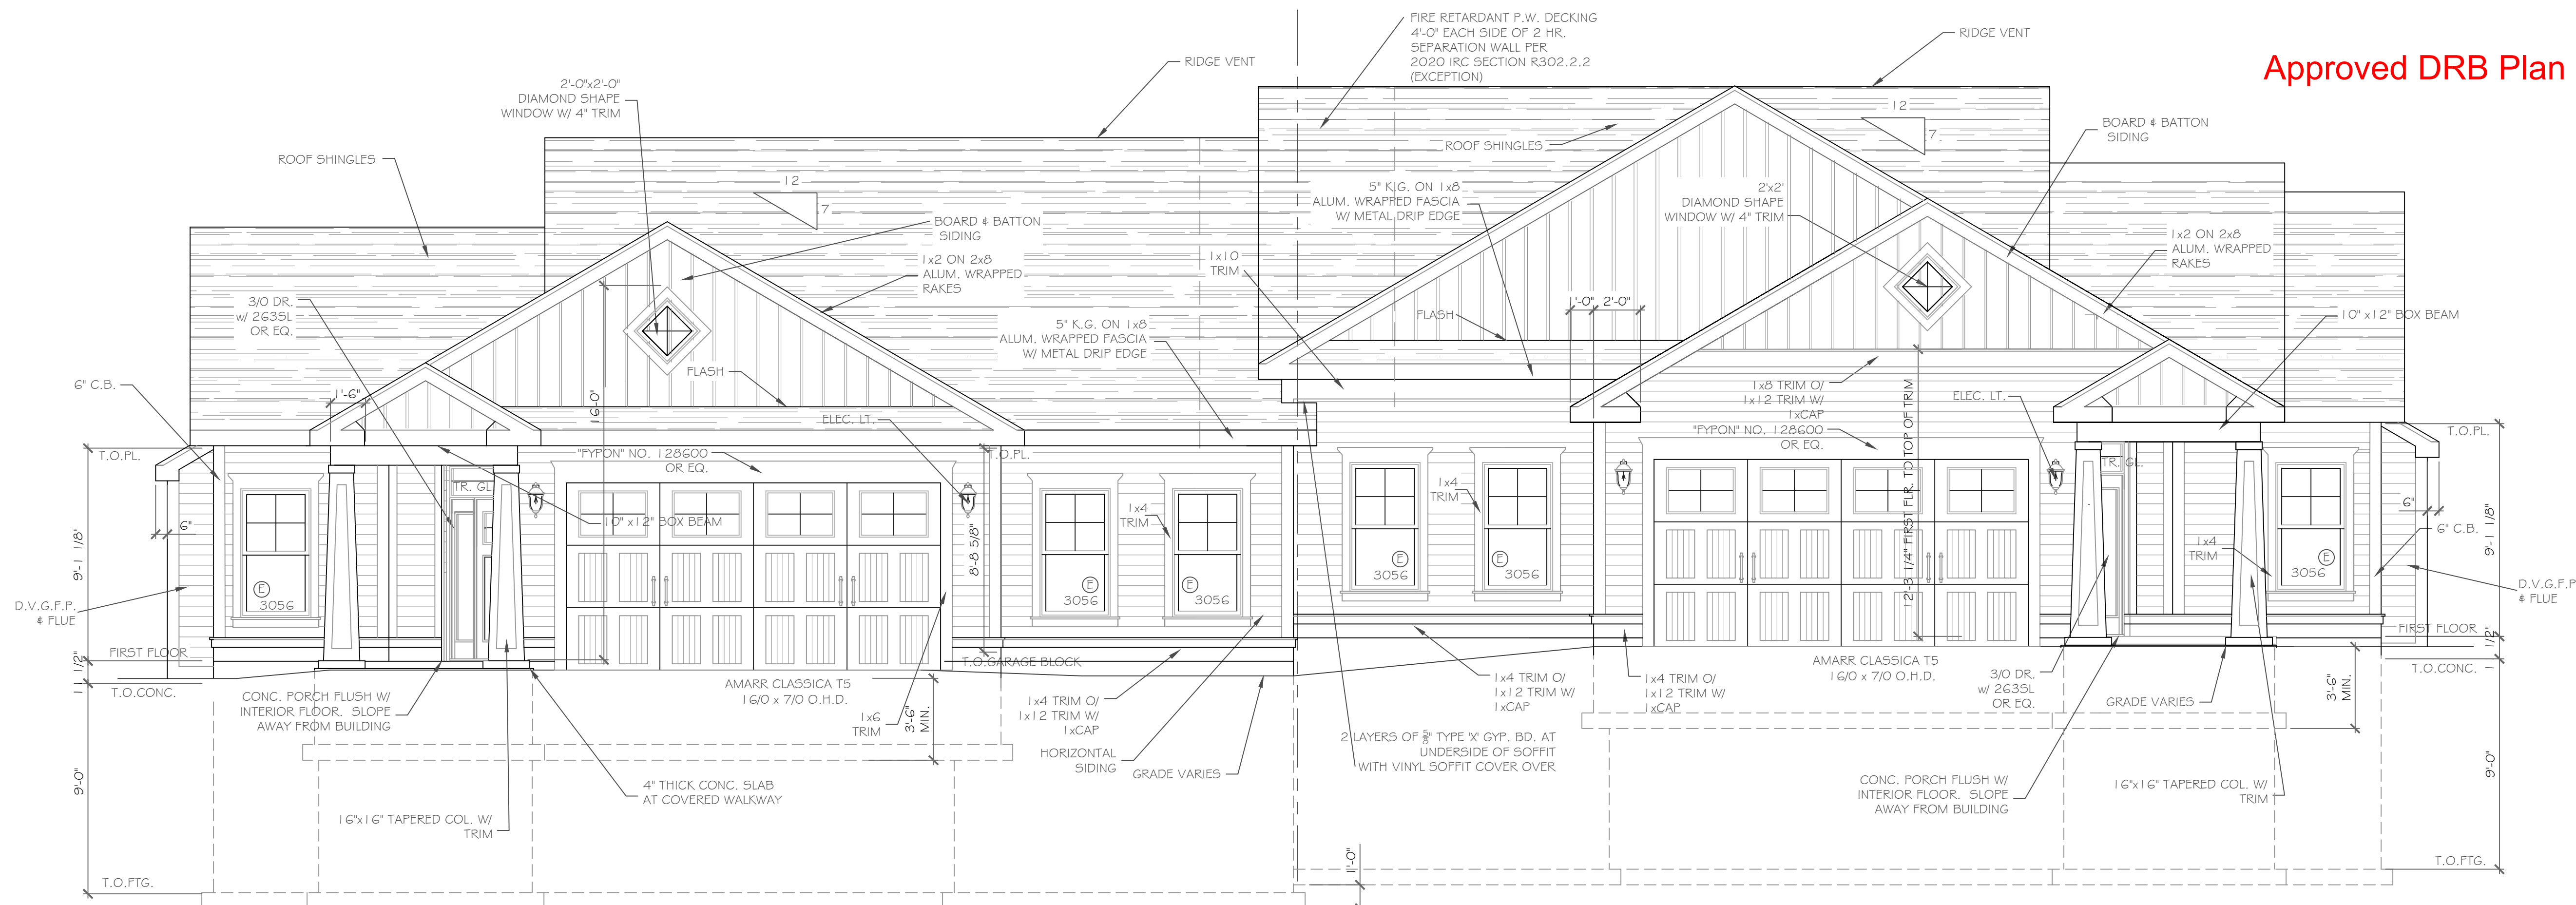 Approved DRB Plan
FIRE RETARDANT P.W. DECKING
4'-0" EACH SIDE OF 2 HR.
SEPARATION WALL PER
2020 IRC SECTION R302.2.2
(EXCEPTION)
RIDGE VENT
RIDGE VENT
2'-0"x2'-0"
DIAMOND SHAPE
WINDOW W/ 4" TRIM
ROOF SHINGLES
12
7
BOARD & BATTON
SIDING
1x2 ON 2x8
ALUM. WRAPPED
RAKES
3/0 DR.
w/ 263SL
OR EQ.
5" K.G. ON 1x8
ALUM. WRAPPED FASCIA
W/ METAL DRIP EDGE
FLASH
6" C.B.
1'-6"
16'-0"
ELEC. LT.
"FYPON" NO. 128600
OR EQ.
T.O.PL.
T.O.PL.
TR. GL.
10" x12" BOX BEAM
1x4
TRIM
6"
9'-1 1/8"
8'-8 5/8"
E
3056
E
3056
E
3056
D.V.G.F.P.
& FLUE
FIRST FLOOR
1 1/2"
T.O.CONC.
T.O.GARAGE BLOCK
CONC. PORCH FLUSH W/
INTERIOR FLOOR. SLOPE
AWAY FROM BUILDING
AMARR CLASSICA T5
16/0 x 7/0 O.H.D.
1x6
TRIM
3'-6"
MIN.
1x4 TRIM O/
1x12 TRIM W/
1xCAP
HORIZONTAL
SIDING
GRADE VARIES
4" THICK CONC. SLAB
AT COVERED WALKWAY
16"x16" TAPERED COL. W/
TRIM
9'-0"
T.O.FTG.
ROOF SHINGLES
12
7
BOARD & BATTON
SIDING
5" K.G. ON 1x8
ALUM. WRAPPED FASCIA
W/ METAL DRIP EDGE
2'x2'
DIAMOND SHAPE
WINDOW W/ 4" TRIM
1x2 ON 2x8
ALUM. WRAPPED
RAKES
1x10
TRIM
1'-0"
2'-0"
FLASH
10" x12" BOX BEAM
1x8 TRIM O/
1x12 TRIM W/
1xCAP
"FYPON" NO. 128600
OR EQ.
12'-3 1/4" FIRST FLR. TO TOP OF TRIM
ELEC. LT.
T.O.PL.
TR. GL.
1x4
TRIM
E
3056
E
3056
1x4
TRIM
E
3056
6"
6" C.B.
9'-1 1/8"
D.V.G.F.P.
& FLUE
FIRST FLOOR
1 1/2"
T.O.CONC.
1x4 TRIM O/
1x12 TRIM W/
1xCAP
1x4 TRIM O/
1x12 TRIM W/
1xCAP
AMARR CLASSICA T5
16/0 x 7/0 O.H.D.
3/0 DR.
w/ 263SL
OR EQ.
GRADE VARIES
3'-6"
MIN.
2 LAYERS OF 5/8" TYPE 'X' GYP. BD. AT
UNDERSIDE OF SOFFIT
WITH VINYL SOFFIT COVER OVER
CONC. PORCH FLUSH W/
INTERIOR FLOOR. SLOPE
AWAY FROM BUILDING
16"x16" TAPERED COL. W/
TRIM
9'-0"
1'-0"
T.O.FTG.